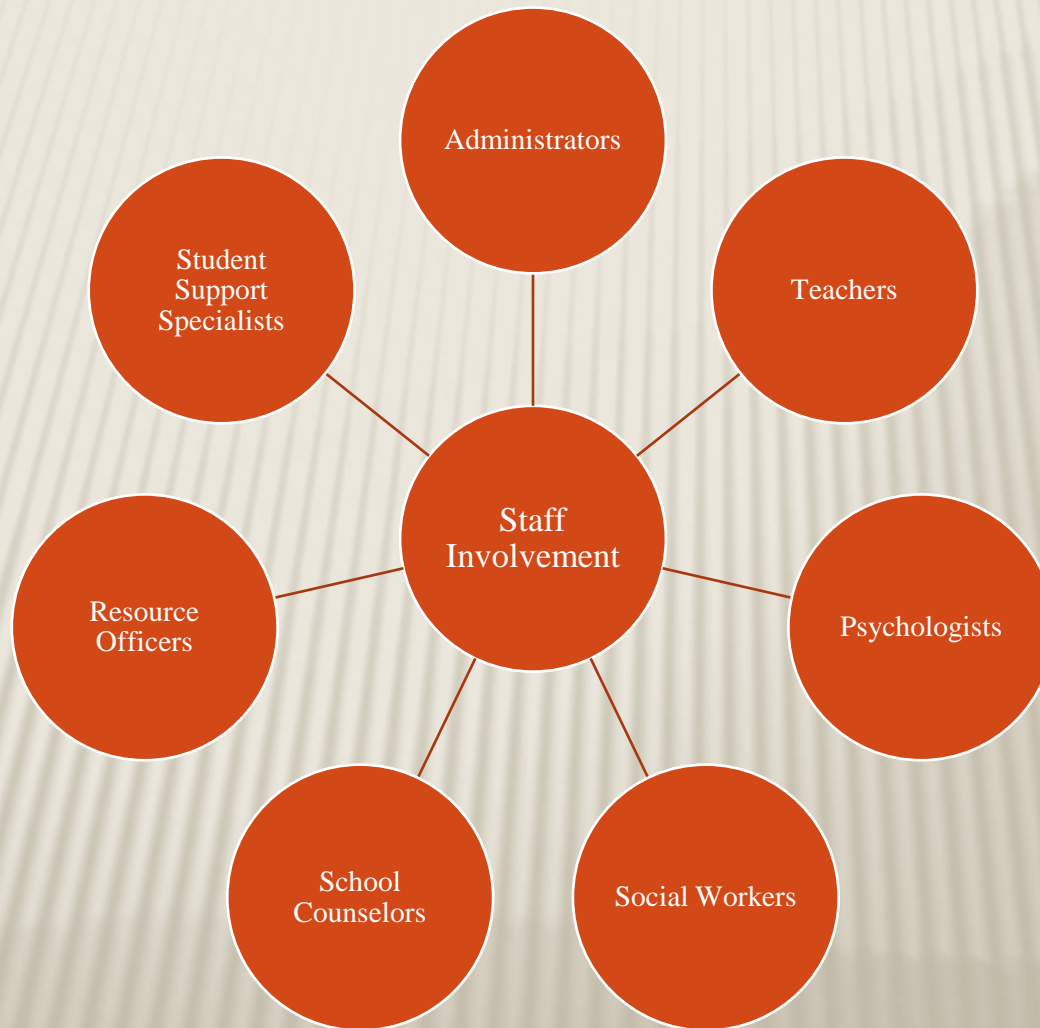 Administrators
Teachers
Psychologists
Social Workers
School
Counselors
Resource
Officers
Student
Support
Specialists
Staff
Involvement